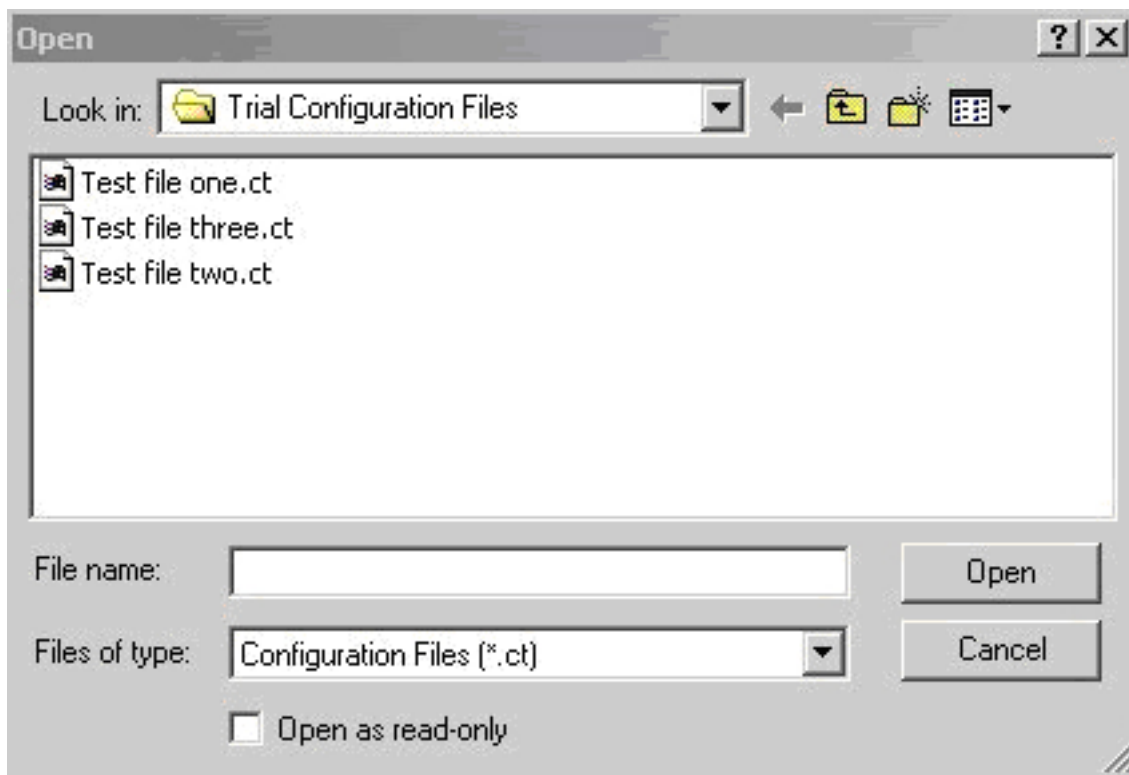 Open
Look in: Trial Configuration Files
Test file one.ct
Test file three.ct
Test file two.ct
File name: Open
Files of type: Configuration Files (*.ct) Cancel
Open as read-only